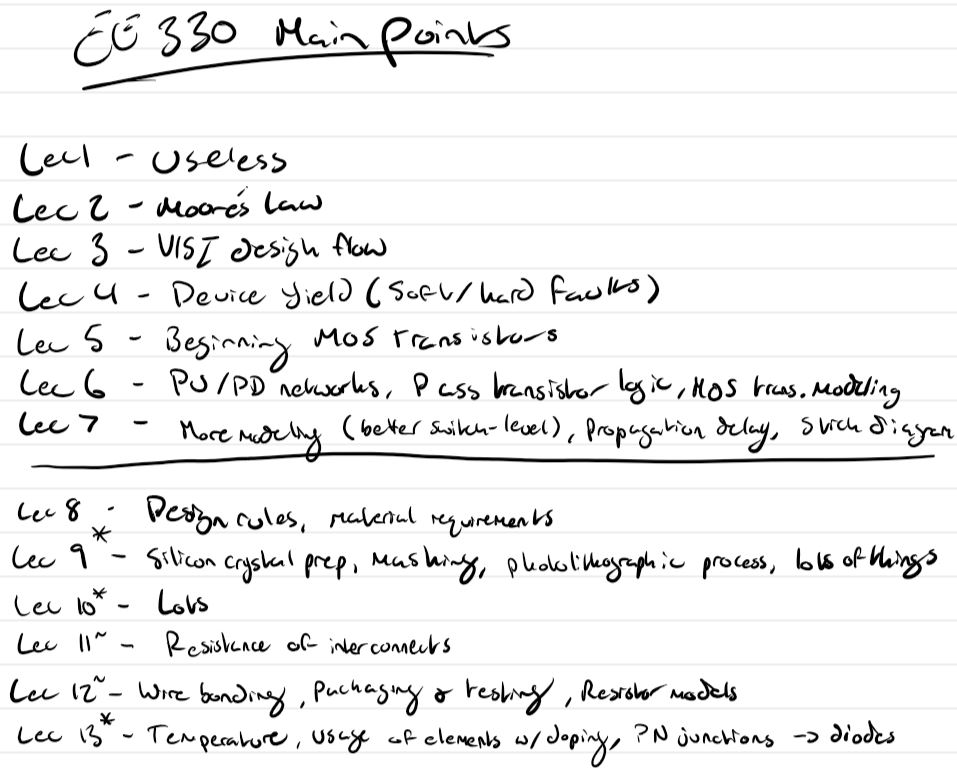 EE 330 Main Points
Lec 1 - Useless
Lec 2 - Moore's Law
Lec 3 - VlSI design flow
Lec 4 - Device Yield (Soft/hard Faults)
Lec 5 - Beginning MOS transistors
Lec 6 - PU/PD networks, Pass transistor logic, MOS trans. Modeling
Lec 7 - More modeling (better switch-level), Propagation delay, Stick diagram
Lec 8 - Design rules, material requirements
Lec 9* - Silicon crystal prep, Masking, photolithographic process, lots of things
Lec 10* - Lots
Lec 11~ - Resistance of interconnects
Lec 12~ - Wire bonding, Packaging & testing, Resistor models
Lec 13* - Temperature, usage of elements w/ doping, PN junctions -> diodes